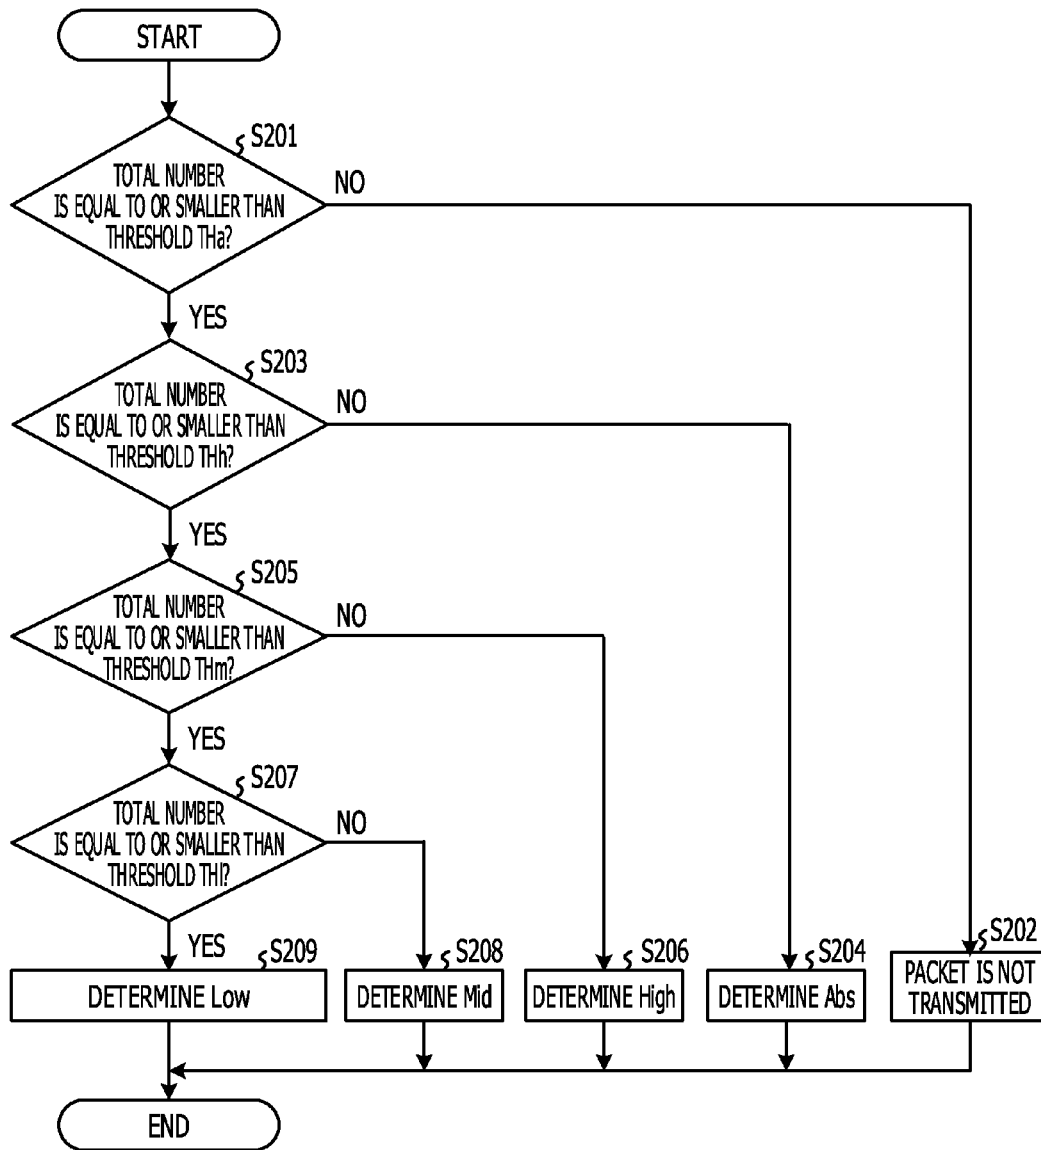 START
S201
TOTAL NUMBER
IS EQUAL TO OR SMALLER THAN
THRESHOLD THa?
NO
YES
S203
TOTAL NUMBER
IS EQUAL TO OR SMALLER THAN
THRESHOLD THh?
NO
YES
S205
TOTAL NUMBER
IS EQUAL TO OR SMALLER THAN
THRESHOLD THm?
NO
YES
S207
TOTAL NUMBER
IS EQUAL TO OR SMALLER THAN
THRESHOLD THl?
NO
YES
S209
DETERMINE Low
S208
DETERMINE Mid
S206
DETERMINE High
S204
DETERMINE Abs
S202
PACKET IS NOT
TRANSMITTED
END